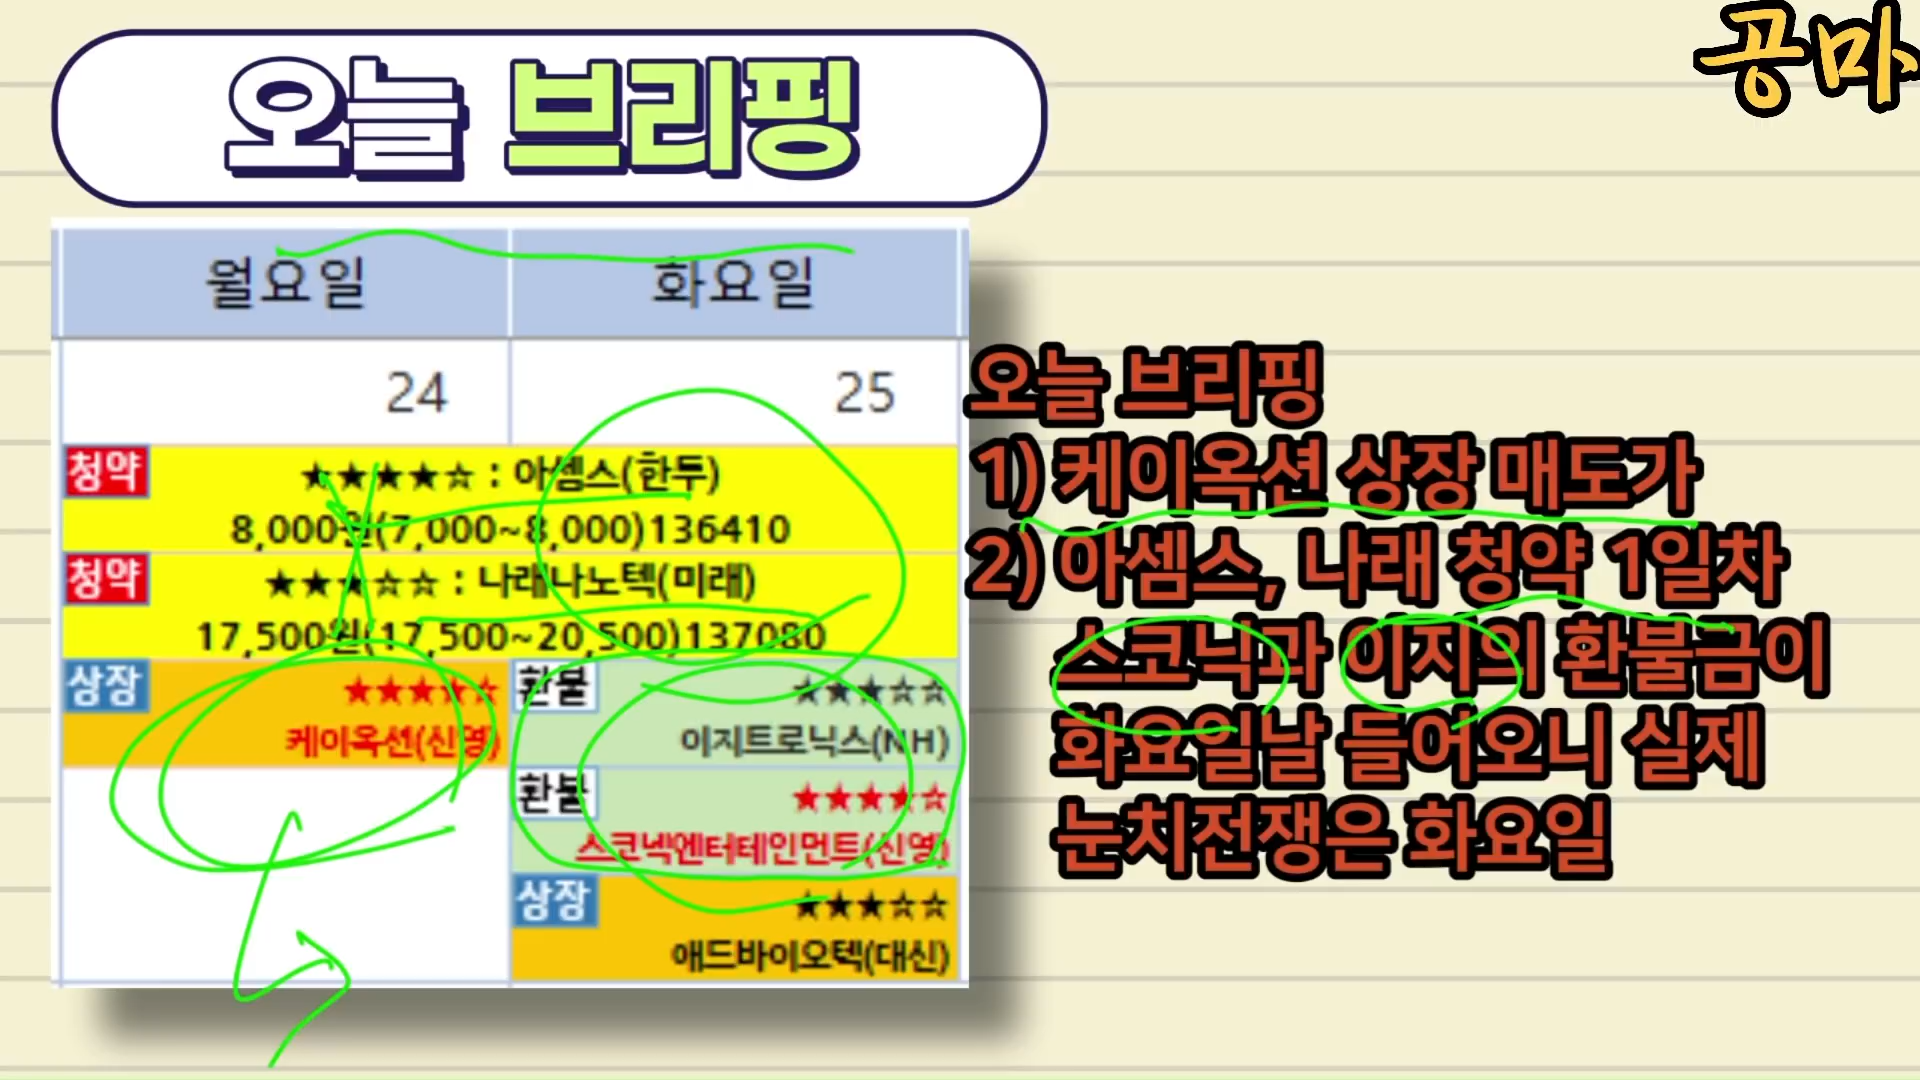 오늘 브리핑
공마
월요일 화요일
24 25
청약 ★★★★☆ : 아셈스(한투)
8,000원(7,000~8,000)136410
청약 ★★★☆☆ : 나래나노텍(미래)
17,500원(17,500~20,500)137080
상장 ★★★★★ 환불 ★★★☆☆
케이옥션(신영) 이지트로닉스(NH)
환불 ★★★★☆
스코넥엔터테인먼트(신영)
상장 ★★★☆☆
애드바이오텍(대신)
오늘 브리핑
1) 케이옥션 상장 매도가
2) 아셈스, 나래 청약 1일차
스코닉과 이지의 환불금이
화요일날 들어오니 실제
눈치전쟁은 화요일